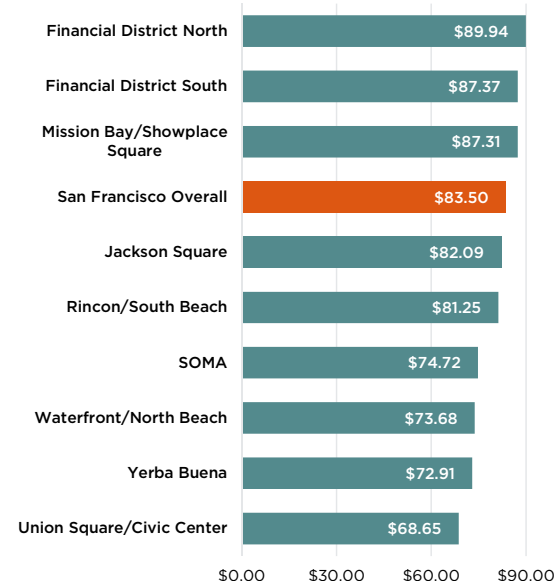 Financial District North
$89.94
Financial District South
$87.37
Mission Bay/Showplace
Square
$87.31
San Francisco Overall
$83.50
Jackson Square
$82.09
Rincon/South Beach
$81.25
SOMA
$74.72
Waterfront/North Beach
$73.68
Yerba Buena
$72.91
Union Square/Civic Center
$68.65
$0.00 $30.00 $60.00 $90.00